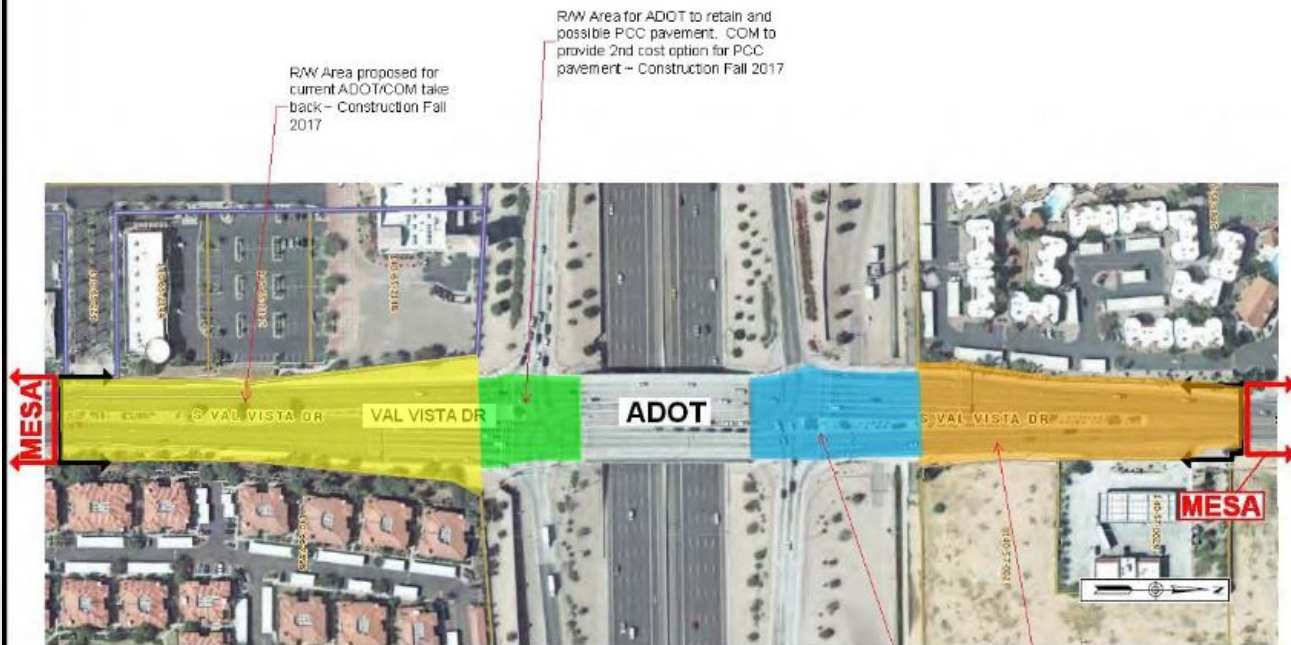 R/W Area for ADOT to retain and
possible PCC pavement. COM to
provide 2nd cost option for PCC
pavement ~ Construction Fall 2017
R/W Area proposed for
current ADOT/COM take
back ~ Construction Fall
2017
MESA
S VAL VISTA DR
VAL VISTA DR
ADOT
S VAL VISTA DR
MESA